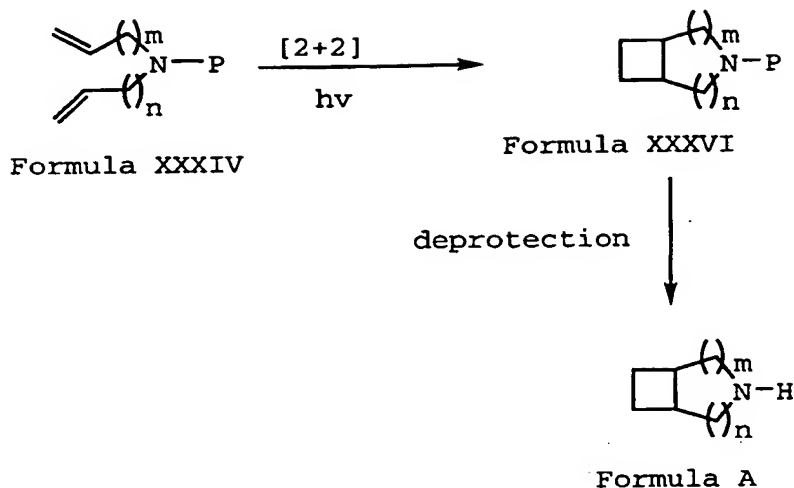 ( )m
N—P
( )n
Formula XXXIV
[2+2]
hv
( )m
N—P
( )n
Formula XXXVI
deprotection
( )m
N—H
( )n
Formula A